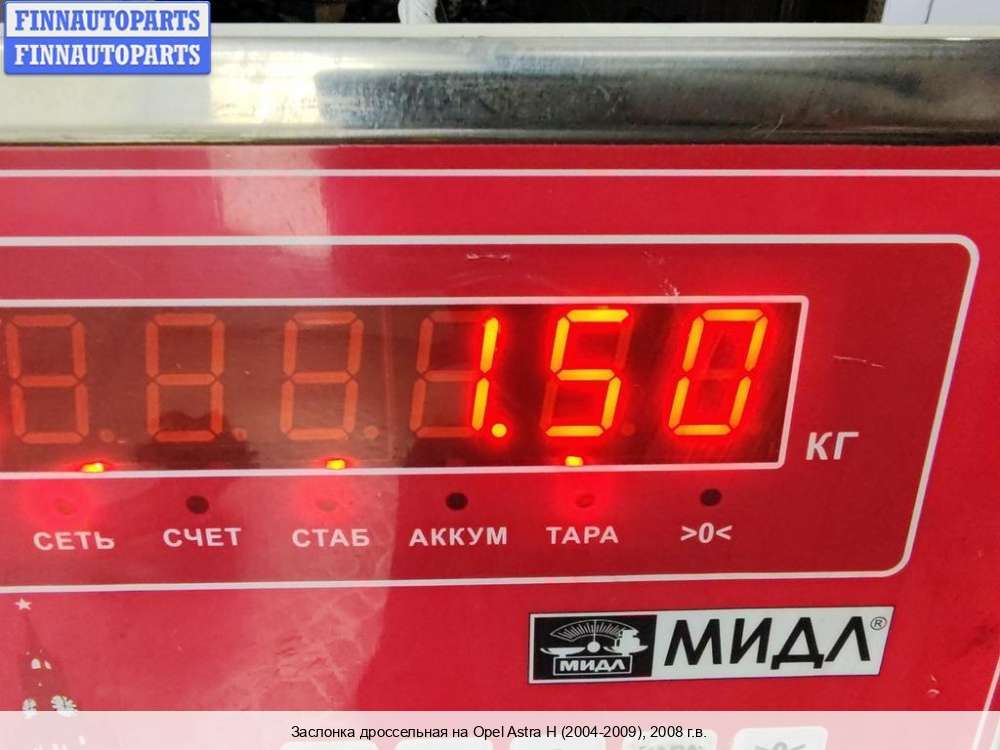 FINNAUTOPARTS
FINNAUTOPARTS
1.50
КГ
СЕТЬ СЧЕТ СТАБ АККУМ ТАРА >0<
МИДЛ МИДЛ®
Заслонка дроссельная на Opel Astra H (2004-2009), 2008 г.в.